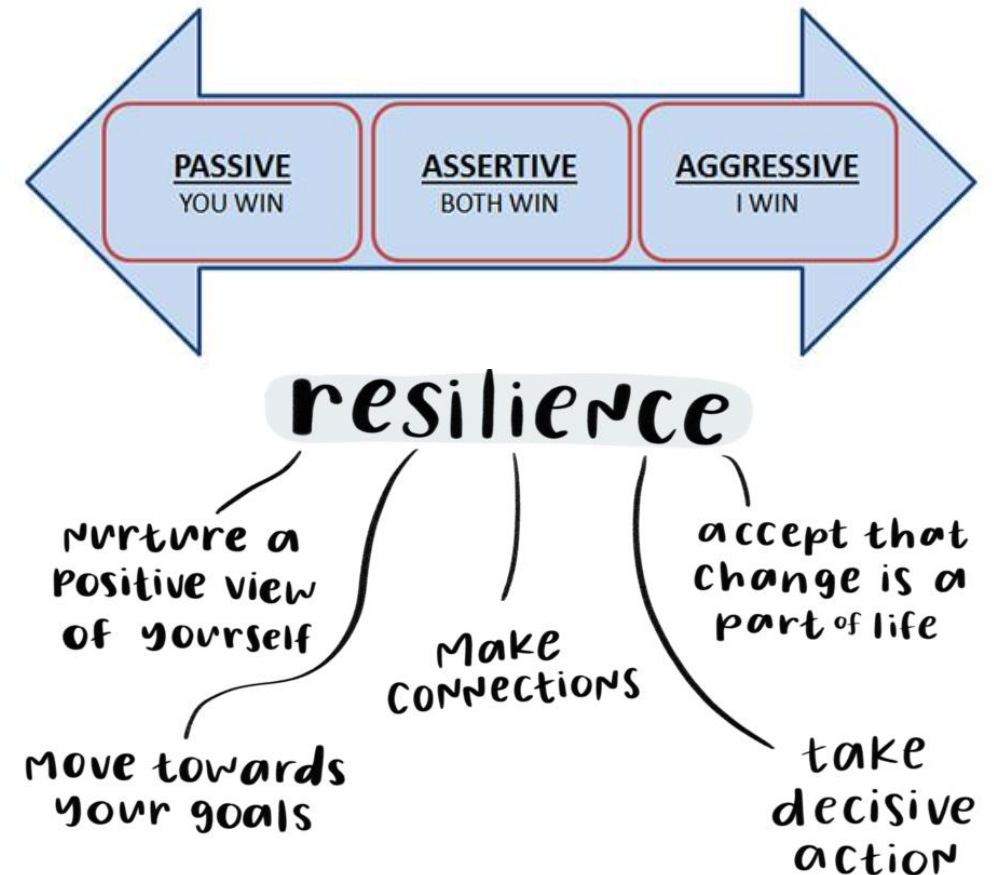 PASSIVE
YOU WIN
ASSERTIVE
BOTH WIN
AGGRESSIVE
I WIN
resilience
nurture a
positive view
of yourself
move towards
your goals
make
connections
take
decisive
action
accept that
change is a
part of life